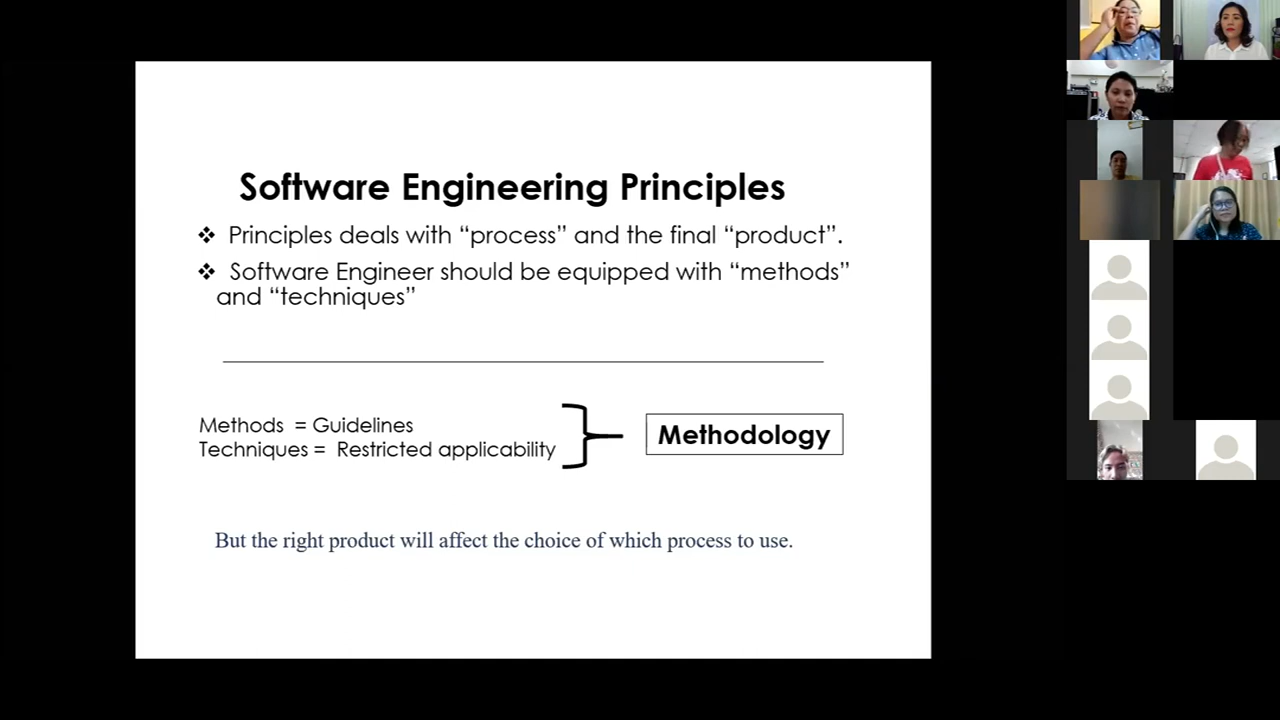 Software Engineering Principles
❖ Principles deals with “process” and the final “product”.
❖ Software Engineer should be equipped with “methods”
and “techniques”
Methods = Guidelines
Techniques = Restricted applicability
Methodology
But the right product will affect the choice of which process to use.